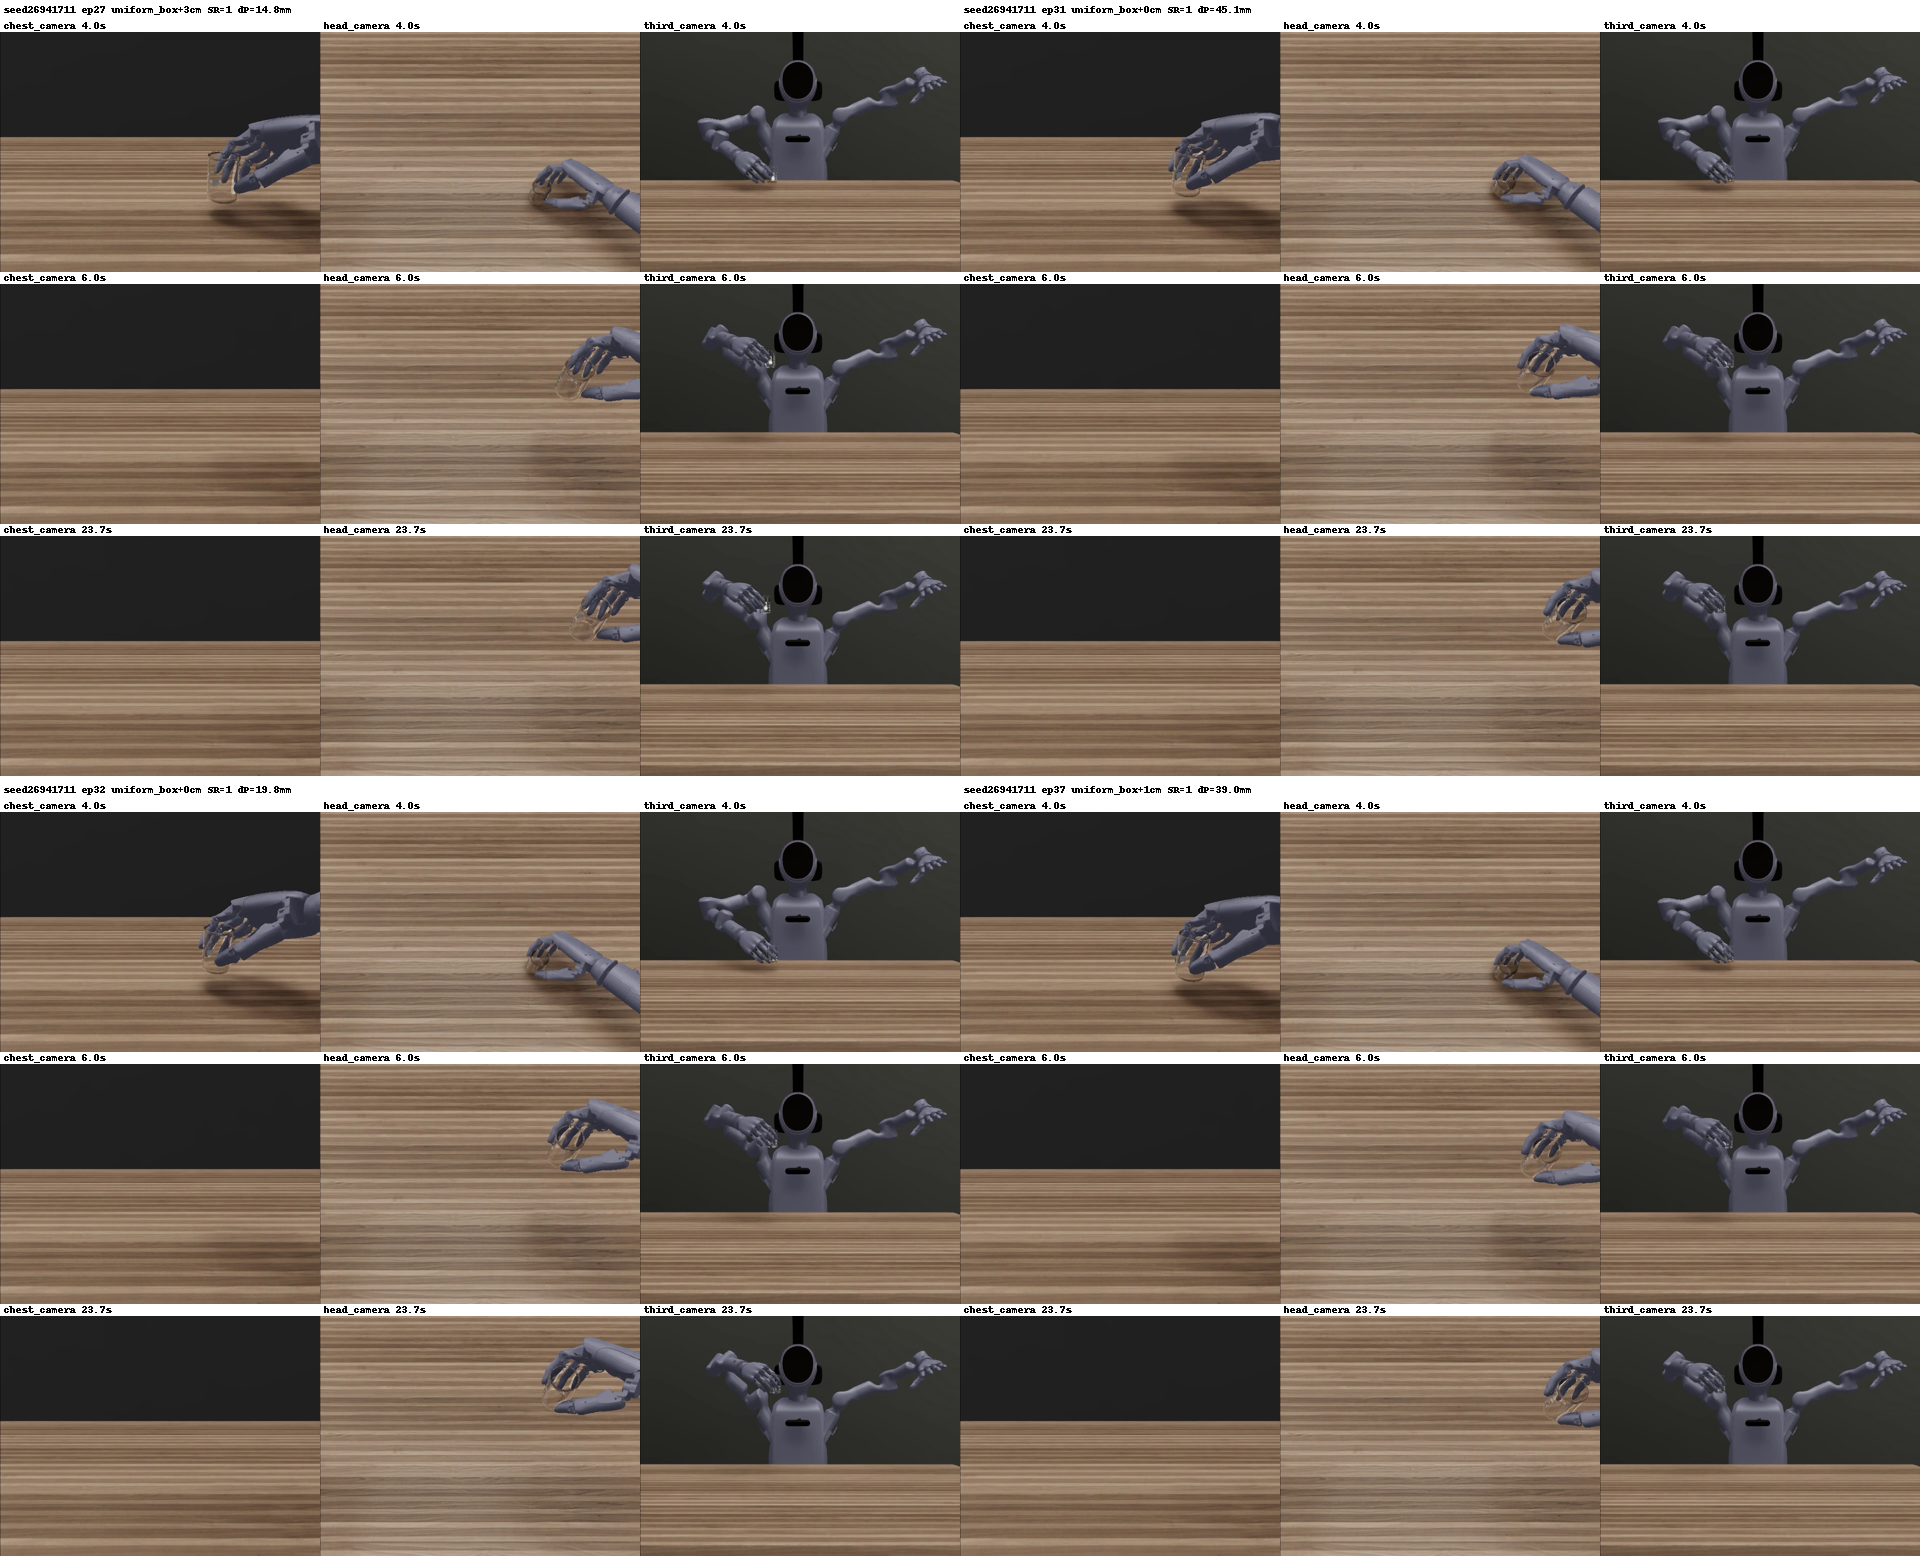 seed26941711 ep27 uniform_box+3cm SR=1 dP=14.8mm
seed26941711 ep31 uniform_box+0cm SR=1 dP=45.1mm
chest_camera 4.0s
head_camera 4.0s
third_camera 4.0s
chest_camera 4.0s
head_camera 4.0s
third_camera 4.0s
chest_camera 6.0s
head_camera 6.0s
third_camera 6.0s
chest_camera 6.0s
head_camera 6.0s
third_camera 6.0s
chest_camera 23.7s
head_camera 23.7s
third_camera 23.7s
chest_camera 23.7s
head_camera 23.7s
third_camera 23.7s
seed26941711 ep32 uniform_box+0cm SR=1 dP=19.8mm
seed26941711 ep37 uniform_box+1cm SR=1 dP=39.0mm
chest_camera 4.0s
head_camera 4.0s
third_camera 4.0s
chest_camera 4.0s
head_camera 4.0s
third_camera 4.0s
chest_camera 6.0s
head_camera 6.0s
third_camera 6.0s
chest_camera 6.0s
head_camera 6.0s
third_camera 6.0s
chest_camera 23.7s
head_camera 23.7s
third_camera 23.7s
chest_camera 23.7s
head_camera 23.7s
third_camera 23.7s